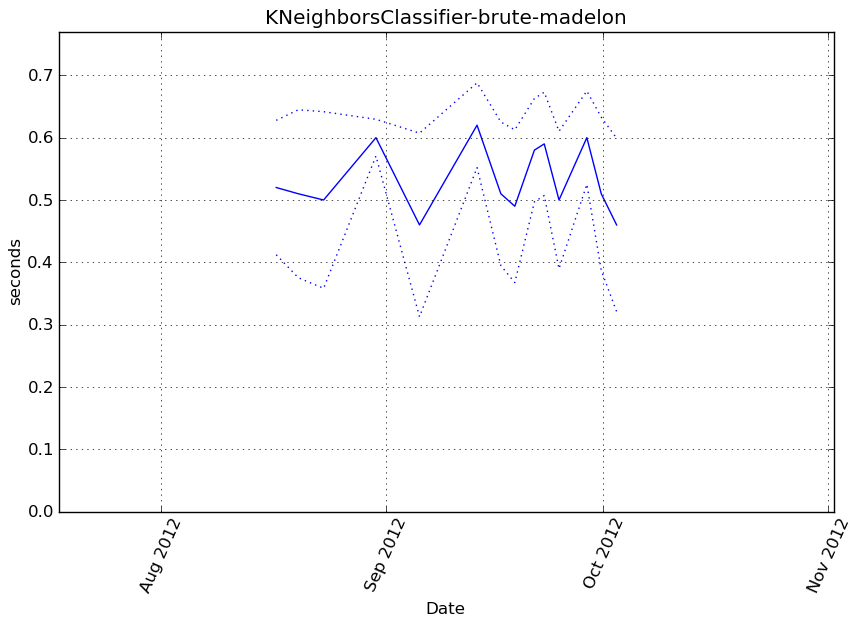 KNeighborsClassifier-brute-madelon
0.7
0.6
0.5
0.4
0.3
0.2
0.1
0.0
seconds
Aug 2012
Sep 2012
Oct 2012
Nov 2012
Date